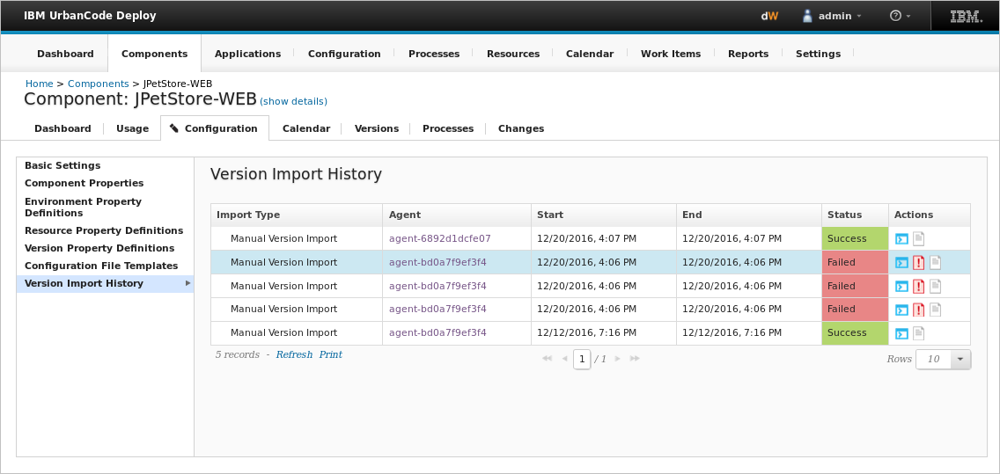 IBM UrbanCode Deploy dW admin ? IBM
Dashboard Components Applications Configuration Processes Resources Calendar Work Items Reports Settings
Home > Components > JPetStore-WEB
Component: JPetStore-WEB (show details)
Dashboard Usage Configuration Calendar Versions Processes Changes
Basic Settings
Component Properties
Environment Property
Definitions
Resource Property Definitions
Version Property Definitions
Configuration File Templates
Version Import History
Version Import History
Import Type Agent Start End Status Actions
Manual Version Import agent-6892d1dcfe07 12/20/2016, 4:07 PM 12/20/2016, 4:07 PM Success
Manual Version Import agent-bd0a7f9ef3f4 12/20/2016, 4:06 PM 12/20/2016, 4:06 PM Failed
Manual Version Import agent-bd0a7f9ef3f4 12/20/2016, 4:06 PM 12/20/2016, 4:06 PM Failed
Manual Version Import agent-bd0a7f9ef3f4 12/20/2016, 4:06 PM 12/20/2016, 4:06 PM Failed
Manual Version Import agent-bd0a7f9ef3f4 12/12/2016, 7:16 PM 12/12/2016, 7:16 PM Success
5 records - Refresh Print 1 / 1 Rows 10